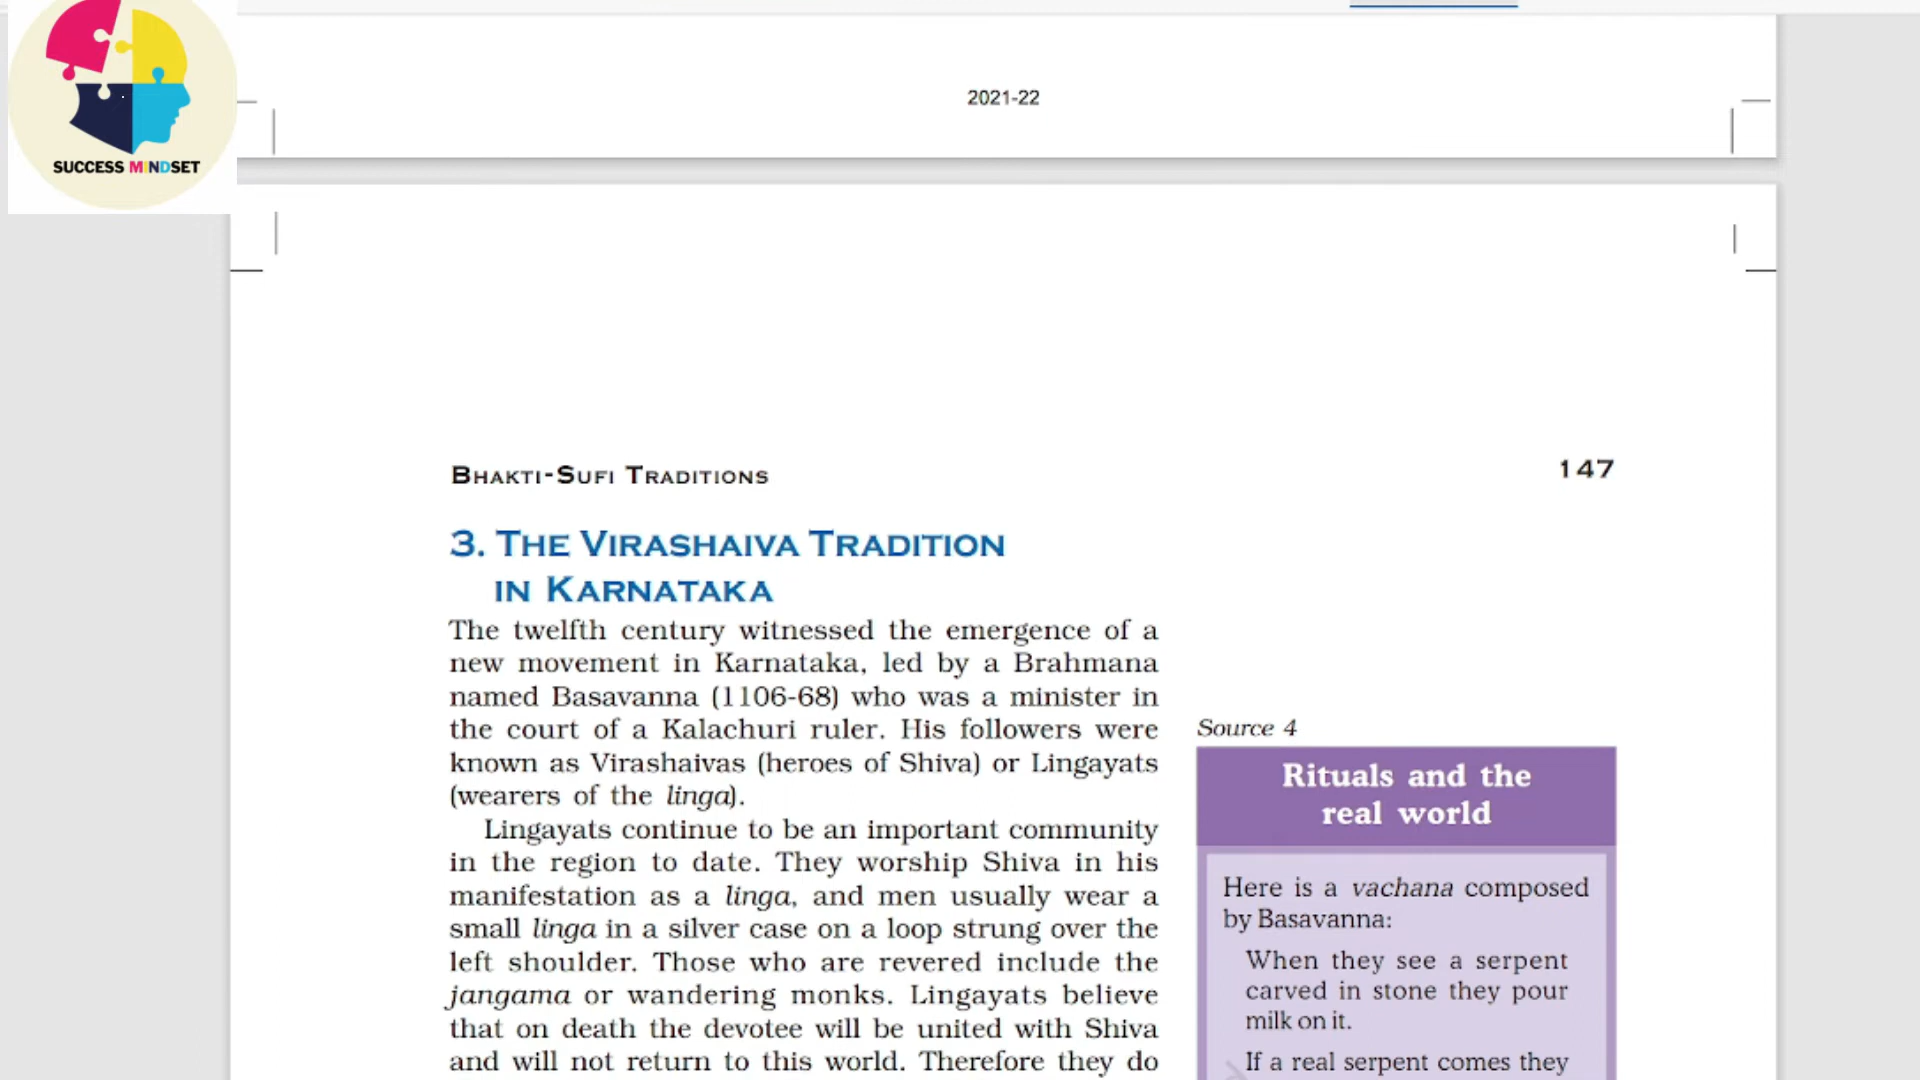 SUCCESS MINDSET
2021-22
BHAKTI-SUFI TRADITIONS
147
3. THE VIRASHAIVA TRADITION
IN KARNATAKA
The twelfth century witnessed the emergence of a
new movement in Karnataka, led by a Brahmana
named Basavanna (1106-68) who was a minister in
the court of a Kalachuri ruler. His followers were
known as Virashaivas (heroes of Shiva) or Lingayats
(wearers of the linga).
Lingayats continue to be an important community
in the region to date. They worship Shiva in his
manifestation as a linga, and men usually wear a
small linga in a silver case on a loop strung over the
left shoulder. Those who are revered include the
jangama or wandering monks. Lingayats believe
that on death the devotee will be united with Shiva
and will not return to this world. Therefore they do
Source 4
Rituals and the
real world
Here is a vachana composed
by Basavanna:
When they see a serpent
carved in stone they pour
milk on it.
If a real serpent comes they